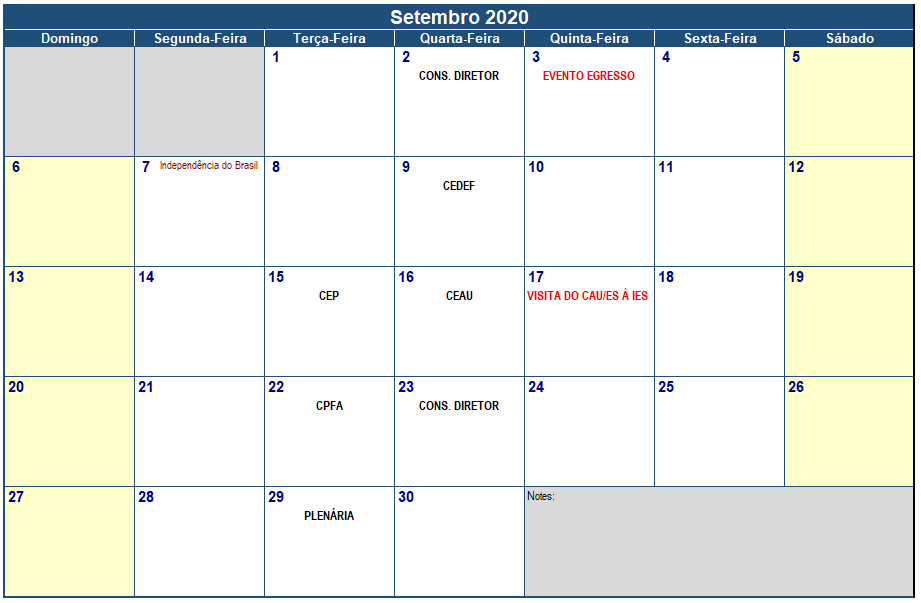 Setembro 2020
Domingo Segunda-Feira Terça-Feira Quarta-Feira Quinta-Feira Sexta-Feira Sábado
1 2 3 4 5
CONS. DIRETOR EVENTO EGRESSO
6 7 Independência do Brasil 8 9 10 11 12
CEDEF
13 14 15 16 17 18 19
CEP CEAU VISITA DO CAU/ES À IES
20 21 22 23 24 25 26
CPFA CONS. DIRETOR
27 28 29 30 Notes:
PLENÁRIA